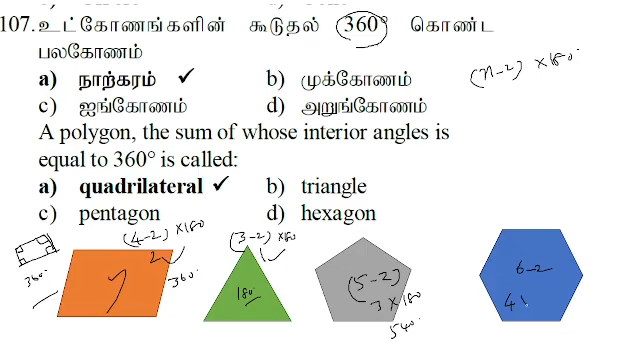 107. உட்கோணங்களின் கூடுதல் 360° கொண்ட
பலகோணம்
(n-2) ×180
a) நாற்கரம் ✓ b) முக்கோணம்
c) ஐங்கோணம் d) அறுங்கோணம்
A polygon, the sum of whose interior angles is
equal to 360° is called:
a) quadrilateral ✓ b) triangle
c) pentagon d) hexagon
(4-2) ×180
2
360°
360°
(3-2) ×180
1
180°
(5-2)
3 × 180
540°
6-2
4